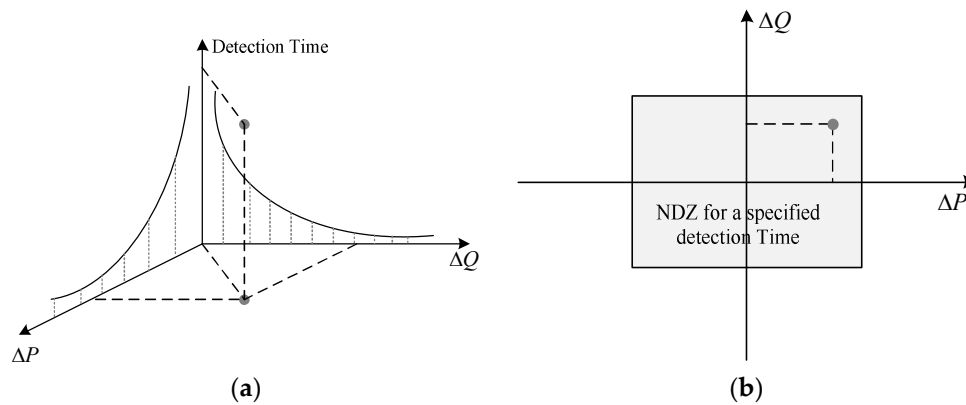 Detection Time
ΔQ
ΔP
(a)
ΔQ
ΔP
NDZ for a specified
detection Time
(b)